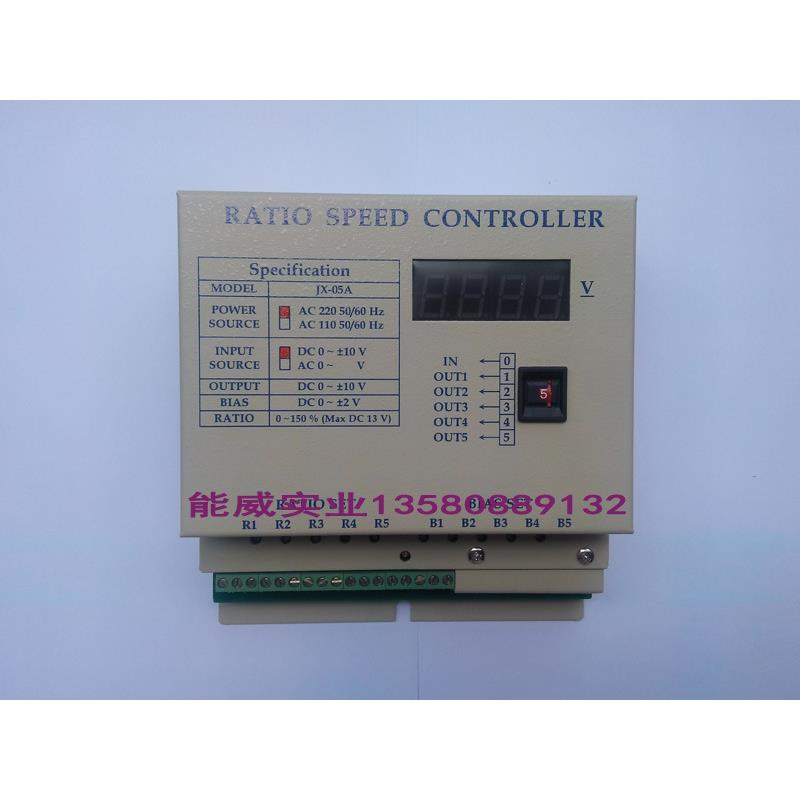 RATIO SPEED CONTROLLER
Specification
MODEL JX-05A
POWER SOURCE AC 220 50/60 Hz
AC 110 50/60 Hz
INPUT SOURCE DC 0 ~ ±10 V
AC 0 ~ V
OUTPUT DC 0 ~ ±10 V
BIAS DC 0 ~ ±2 V
RATIO 0 ~150 % (Max DC 13 V)
V
IN ← 0
OUT1 ← 1
OUT2 ← 2
OUT3 ← 3
OUT4 ← 4
OUT5 ← 5
5
能威实业13580889132
RATIO SET BIAS SET
R1 R2 R3 R4 R5 B1 B2 B3 B4 B5